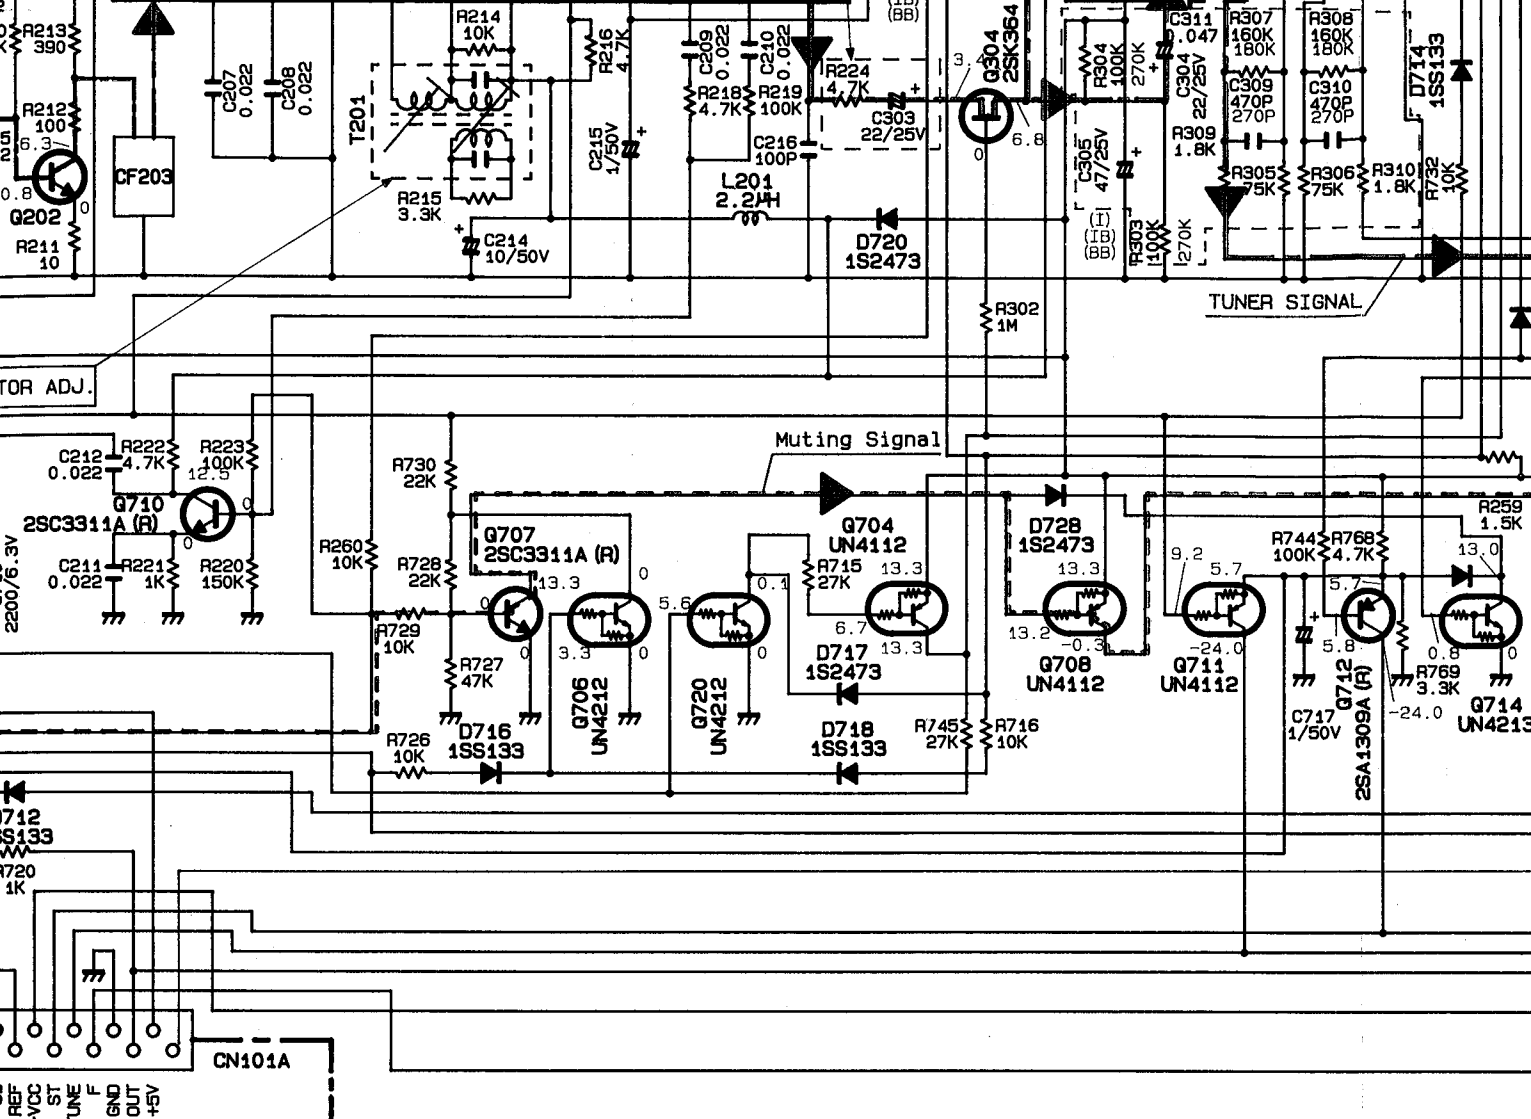 R213
390
R212
100
6.3
0.8
Q202
0
R211
10
CF203
C207
0.022
C208
0.022
R214
10K
T201
R215
3.3K
C214
10/50V
R216
4.7K
C215
1/50V
C209
0.022
C210
0.022
R218
4.7K
R219
100K
C216
100P
L201
2.2μH
(BB)
R224
4.7K
C303
22/25V
D720
1S2473
Q304
2SK364
0
6.8
R304
100K
270K
C305
47/25V
(I)
(IB)
(BB)
R303
100K
270K
C311
0.047
C304
22/25V
R309
1.8K
R307
160K
180K
C309
470P
270P
R305
75K
R308
160K
180K
C310
470P
270P
R306
75K
R310
1.8K
D714
1SS133
R732
10K
TUNER SIGNAL
R302
1M
TOR ADJ.
C212
0.022
R222
4.7K
R223
100K
12.5
Q710
2SC3311A (R)
0
0
C211
0.022
R221
1K
R220
150K
2200/6.3V
R260
10K
R730
22K
R728
22K
R729
10K
R727
47K
Muting Signal
Q707
2SC3311A (R)
13.3
0
0
R726
10K
D716
1SS133
Q706
UN4212
3.3
0
0
5.6
Q720
UN4212
0.1
0
R715
27K
Q704
UN4112
13.3
6.7
13.3
D717
1S2473
D718
1SS133
R745
27K
R716
10K
D728
1S2473
13.3
13.2
-0.3
Q708
UN4112
9.2
5.7
-24.0
Q711
UN4112
R744
100K
R768
4.7K
5.7
5.8
C717
1/50V
Q712
2SA1309A (R)
-24.0
R769
3.3K
0.8
R259
1.5K
13.0
0
Q714
UN4213
R720
1K
CN101A
REF
ST
F
GND
OUT
+5V